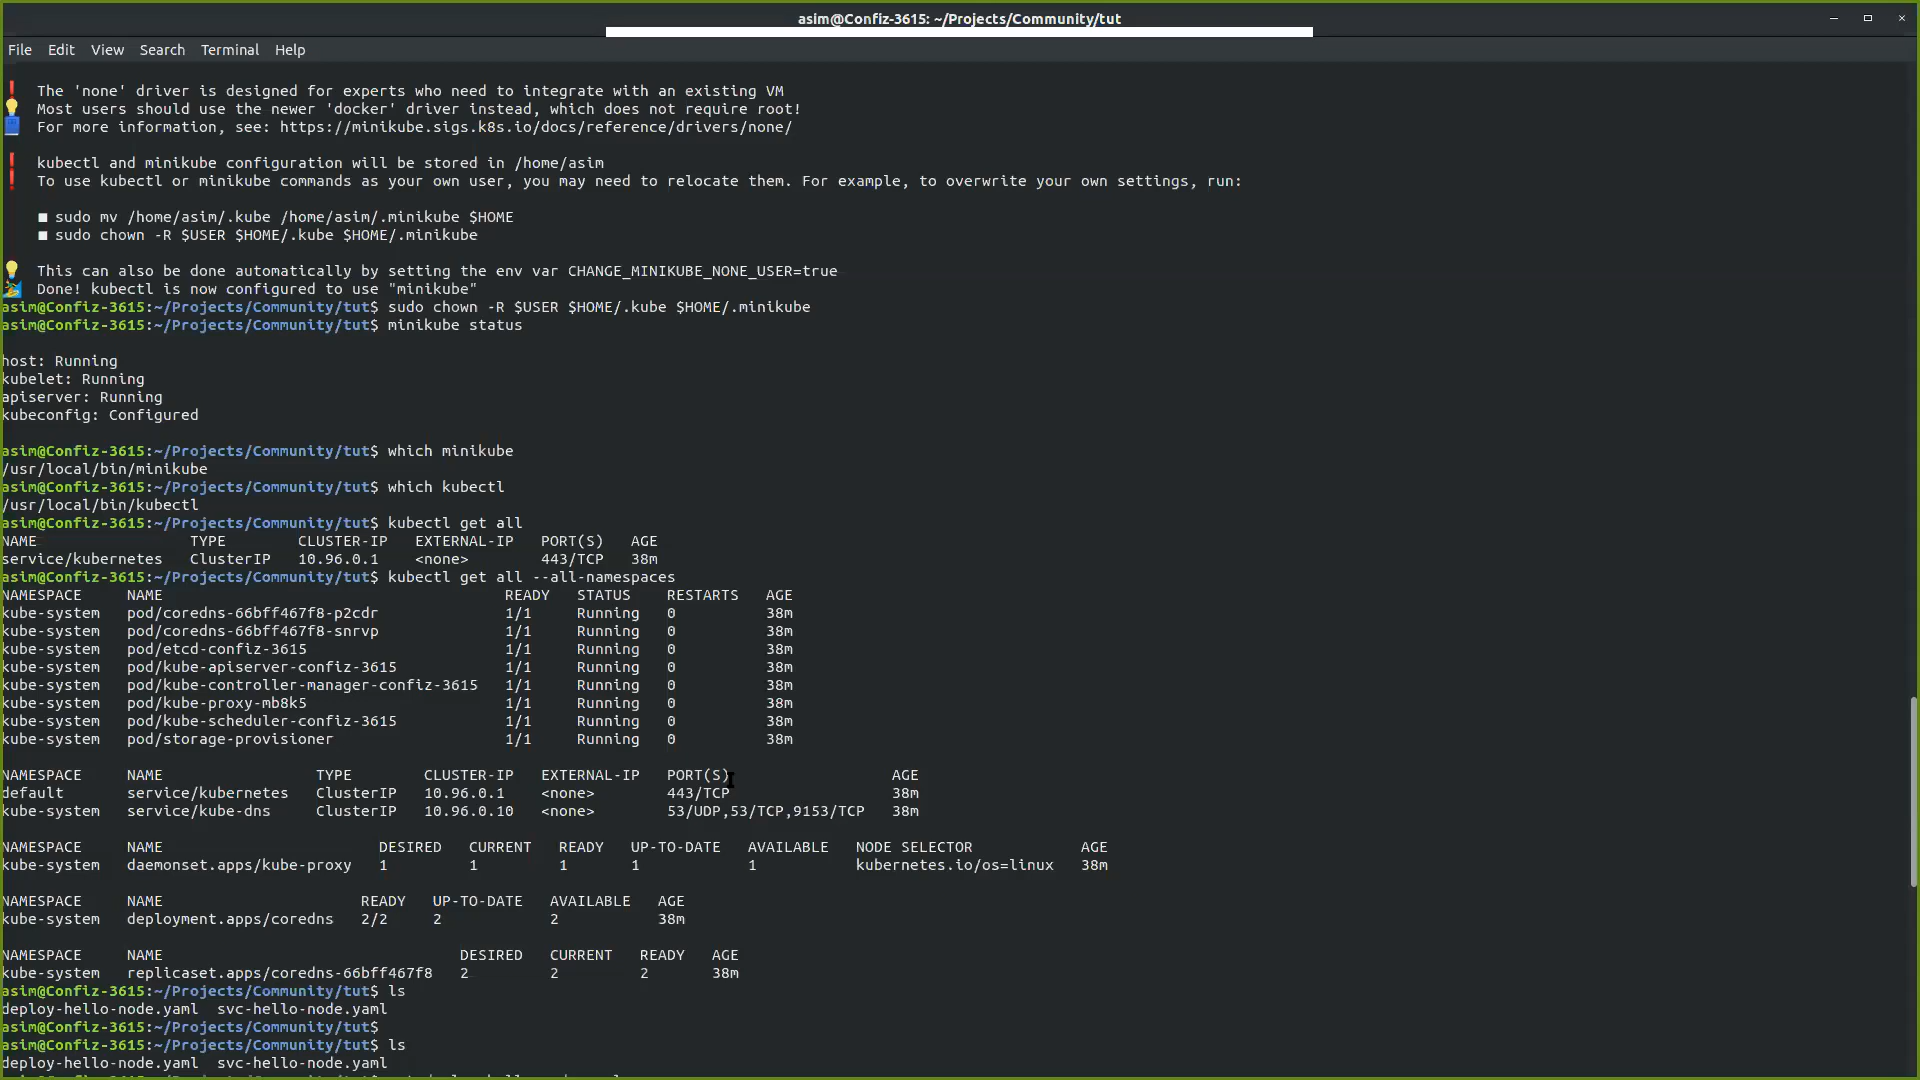 asim@Confiz-3615: ~/Projects/Community/tut
File Edit View Search Terminal Help
The 'none' driver is designed for experts who need to integrate with an existing VM
Most users should use the newer 'docker' driver instead, which does not require root!
For more information, see: https://minikube.sigs.k8s.io/docs/reference/drivers/none/
kubectl and minikube configuration will be stored in /home/asim
To use kubectl or minikube commands as your own user, you may need to relocate them. For example, to overwrite your own settings, run:
■ sudo mv /home/asim/.kube /home/asim/.minikube $HOME
■ sudo chown -R $USER $HOME/.kube $HOME/.minikube
This can also be done automatically by setting the env var CHANGE_MINIKUBE_NONE_USER=true
Done! kubectl is now configured to use "minikube"
asim@Confiz-3615:~/Projects/Community/tut$ sudo chown -R $USER $HOME/.kube $HOME/.minikube
asim@Confiz-3615:~/Projects/Community/tut$ minikube status
host: Running
kubelet: Running
apiserver: Running
kubeconfig: Configured
asim@Confiz-3615:~/Projects/Community/tut$ which minikube
/usr/local/bin/minikube
asim@Confiz-3615:~/Projects/Community/tut$ which kubectl
/usr/local/bin/kubectl
asim@Confiz-3615:~/Projects/Community/tut$ kubectl get all
NAME TYPE CLUSTER-IP EXTERNAL-IP PORT(S) AGE
service/kubernetes ClusterIP 10.96.0.1 <none> 443/TCP 38m
asim@Confiz-3615:~/Projects/Community/tut$ kubectl get all --all-namespaces
NAMESPACE NAME READY STATUS RESTARTS AGE
kube-system pod/coredns-66bff467f8-p2cdr 1/1 Running 0 38m
kube-system pod/coredns-66bff467f8-snrvp 1/1 Running 0 38m
kube-system pod/etcd-confiz-3615 1/1 Running 0 38m
kube-system pod/kube-apiserver-confiz-3615 1/1 Running 0 38m
kube-system pod/kube-controller-manager-confiz-3615 1/1 Running 0 38m
kube-system pod/kube-proxy-mb8k5 1/1 Running 0 38m
kube-system pod/kube-scheduler-confiz-3615 1/1 Running 0 38m
kube-system pod/storage-provisioner 1/1 Running 0 38m
NAMESPACE NAME TYPE CLUSTER-IP EXTERNAL-IP PORT(S) AGE
default service/kubernetes ClusterIP 10.96.0.1 <none> 443/TCP 38m
kube-system service/kube-dns ClusterIP 10.96.0.10 <none> 53/UDP,53/TCP,9153/TCP 38m
NAMESPACE NAME DESIRED CURRENT READY UP-TO-DATE AVAILABLE NODE SELECTOR AGE
kube-system daemonset.apps/kube-proxy 1 1 1 1 1 kubernetes.io/os=linux 38m
NAMESPACE NAME READY UP-TO-DATE AVAILABLE AGE
kube-system deployment.apps/coredns 2/2 2 2 38m
NAMESPACE NAME DESIRED CURRENT READY AGE
kube-system replicaset.apps/coredns-66bff467f8 2 2 2 38m
asim@Confiz-3615:~/Projects/Community/tut$ ls
deploy-hello-node.yaml svc-hello-node.yaml
asim@Confiz-3615:~/Projects/Community/tut$
asim@Confiz-3615:~/Projects/Community/tut$ ls
deploy-hello-node.yaml svc-hello-node.yaml